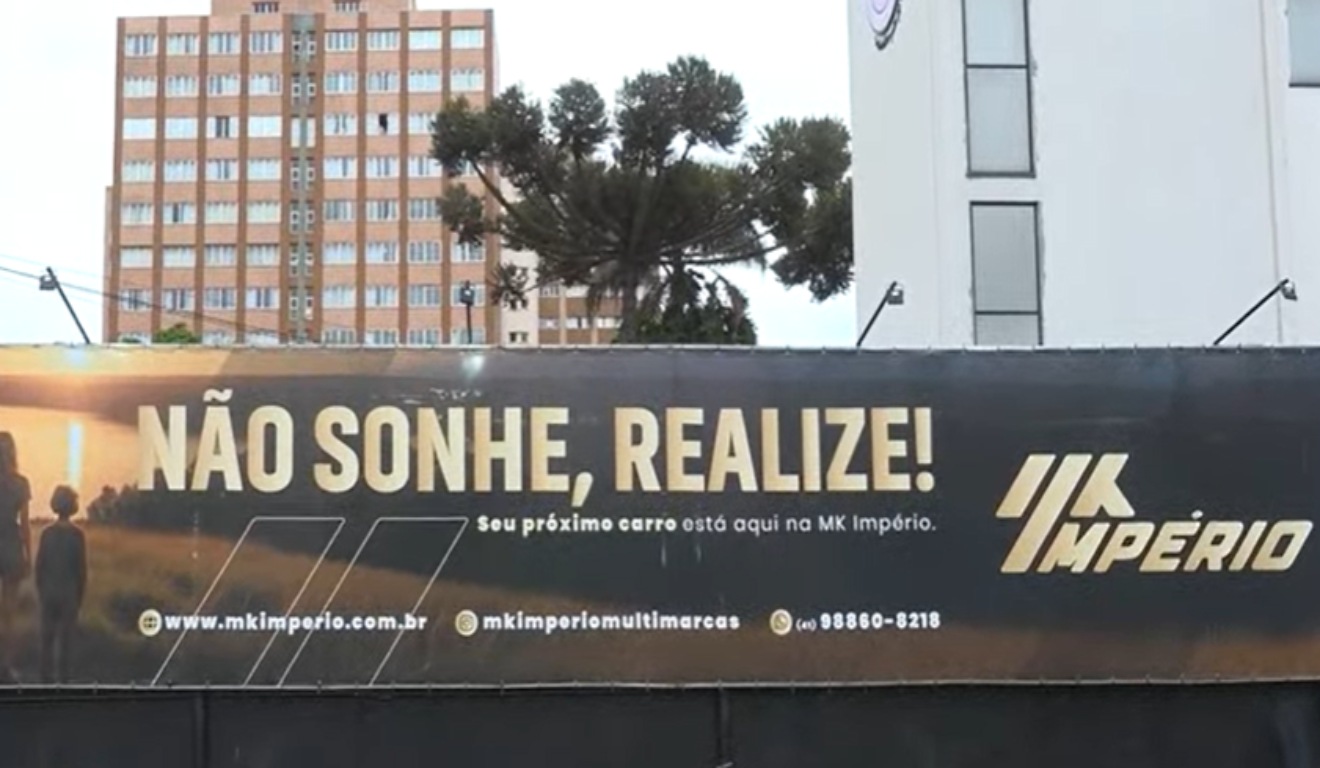 NÃO SONHE, REALIZE!
Seu próximo carro está aqui na MK Império.
MK
IMPÉRIO
www.mkimperio.com.br mkimperiomultimarcas (41) 98860-8218